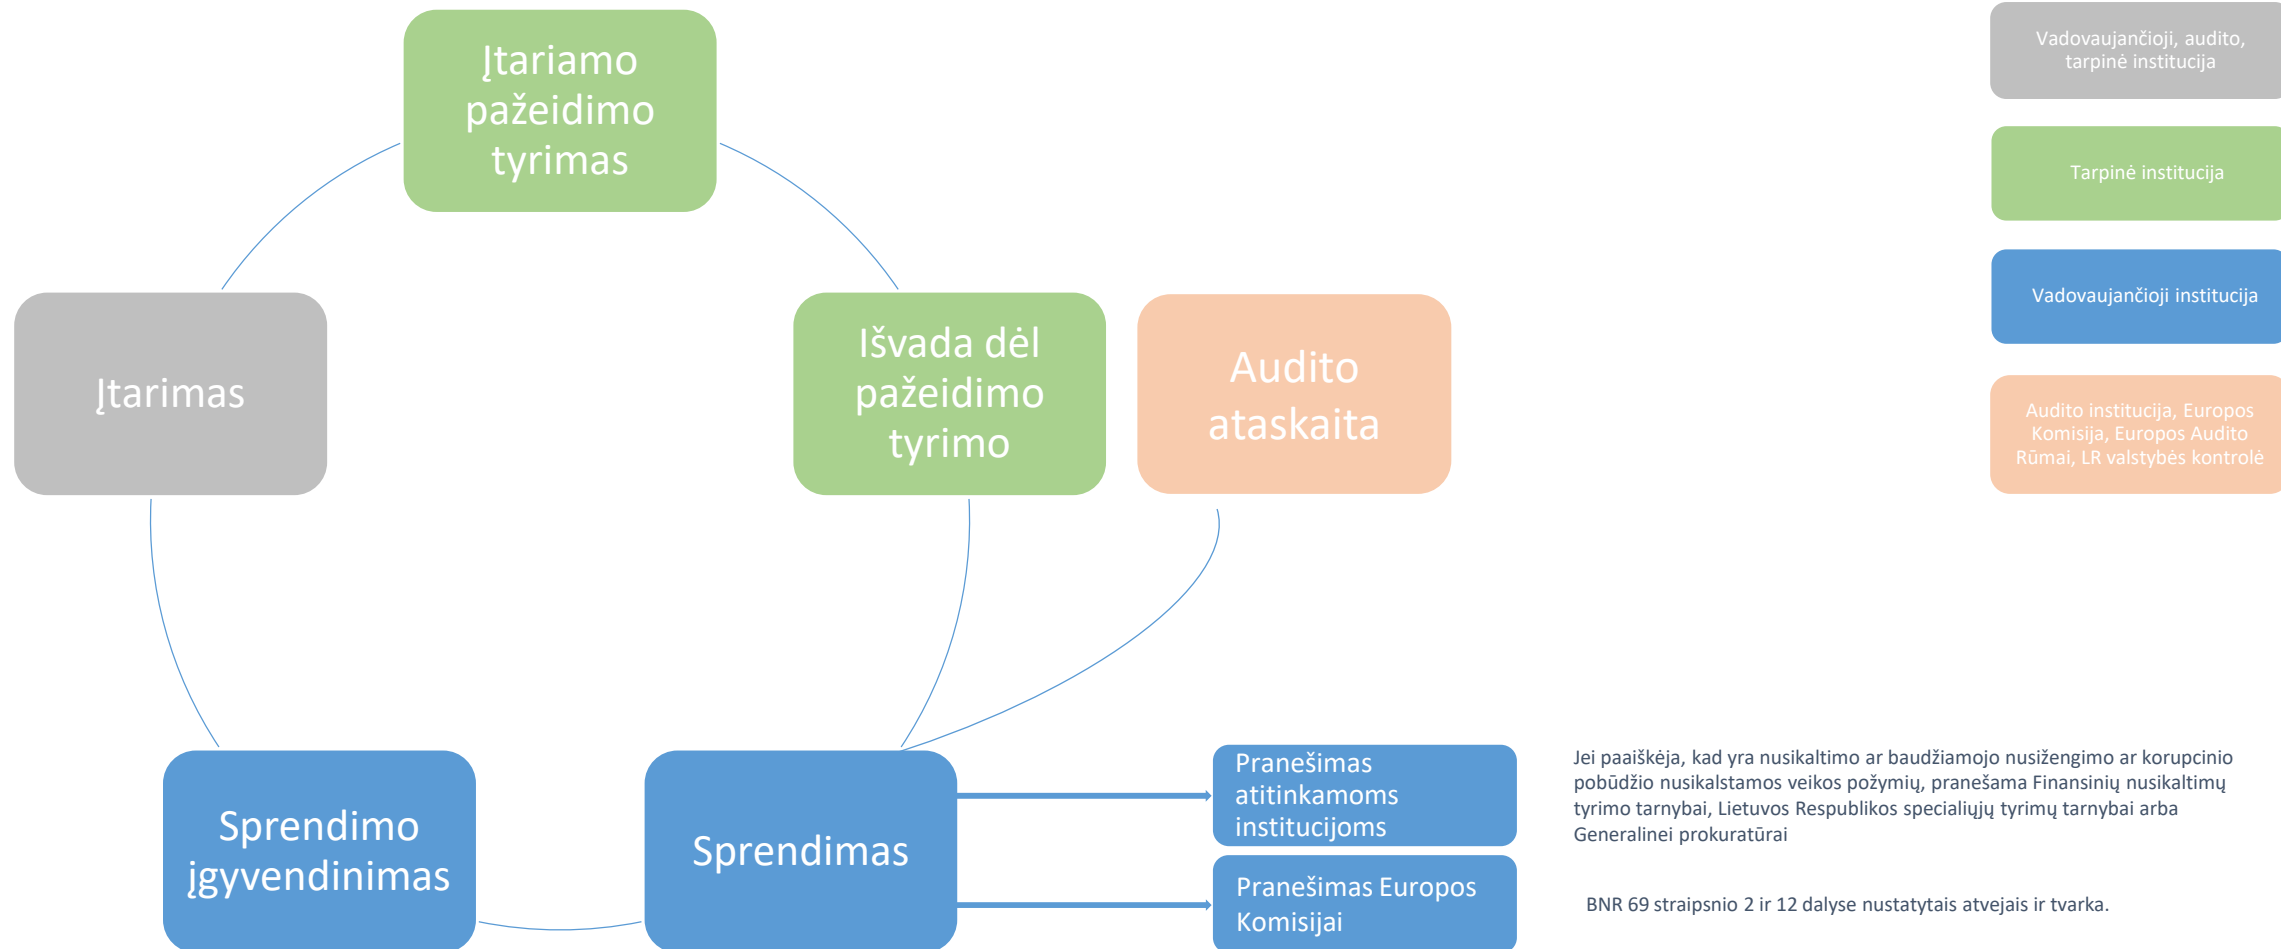 Įtariamo
pažeidimo
tyrimas
Įtarimas
Išvada dėl
pažeidimo
tyrimo
Audito
ataskaita
Sprendimo
įgyvendinimas
Sprendimas
Pranešimas
atitinkamoms
institucijoms
Pranešimas Europos
Komisijai
Jei paaiškėja, kad yra nusikaltimo ar baudžiamojo nusižengimo ar korupcinio
pobūdžio nusikalstamos veikos požymių, pranešama Finansinių nusikaltimų
tyrimo tarnybai, Lietuvos Respublikos specialiųjų tyrimų tarnybai arba
Generalinei prokuratūrai
BNR 69 straipsnio 2 ir 12 dalyse nustatytais atvejais ir tvarka.
Vadovaujančioji, audito,
tarpinė institucija
Tarpinė institucija
Vadovaujančioji institucija
Audito institucija, Europos
Komisija, Europos Audito
Rūmai, LR valstybės kontrolė